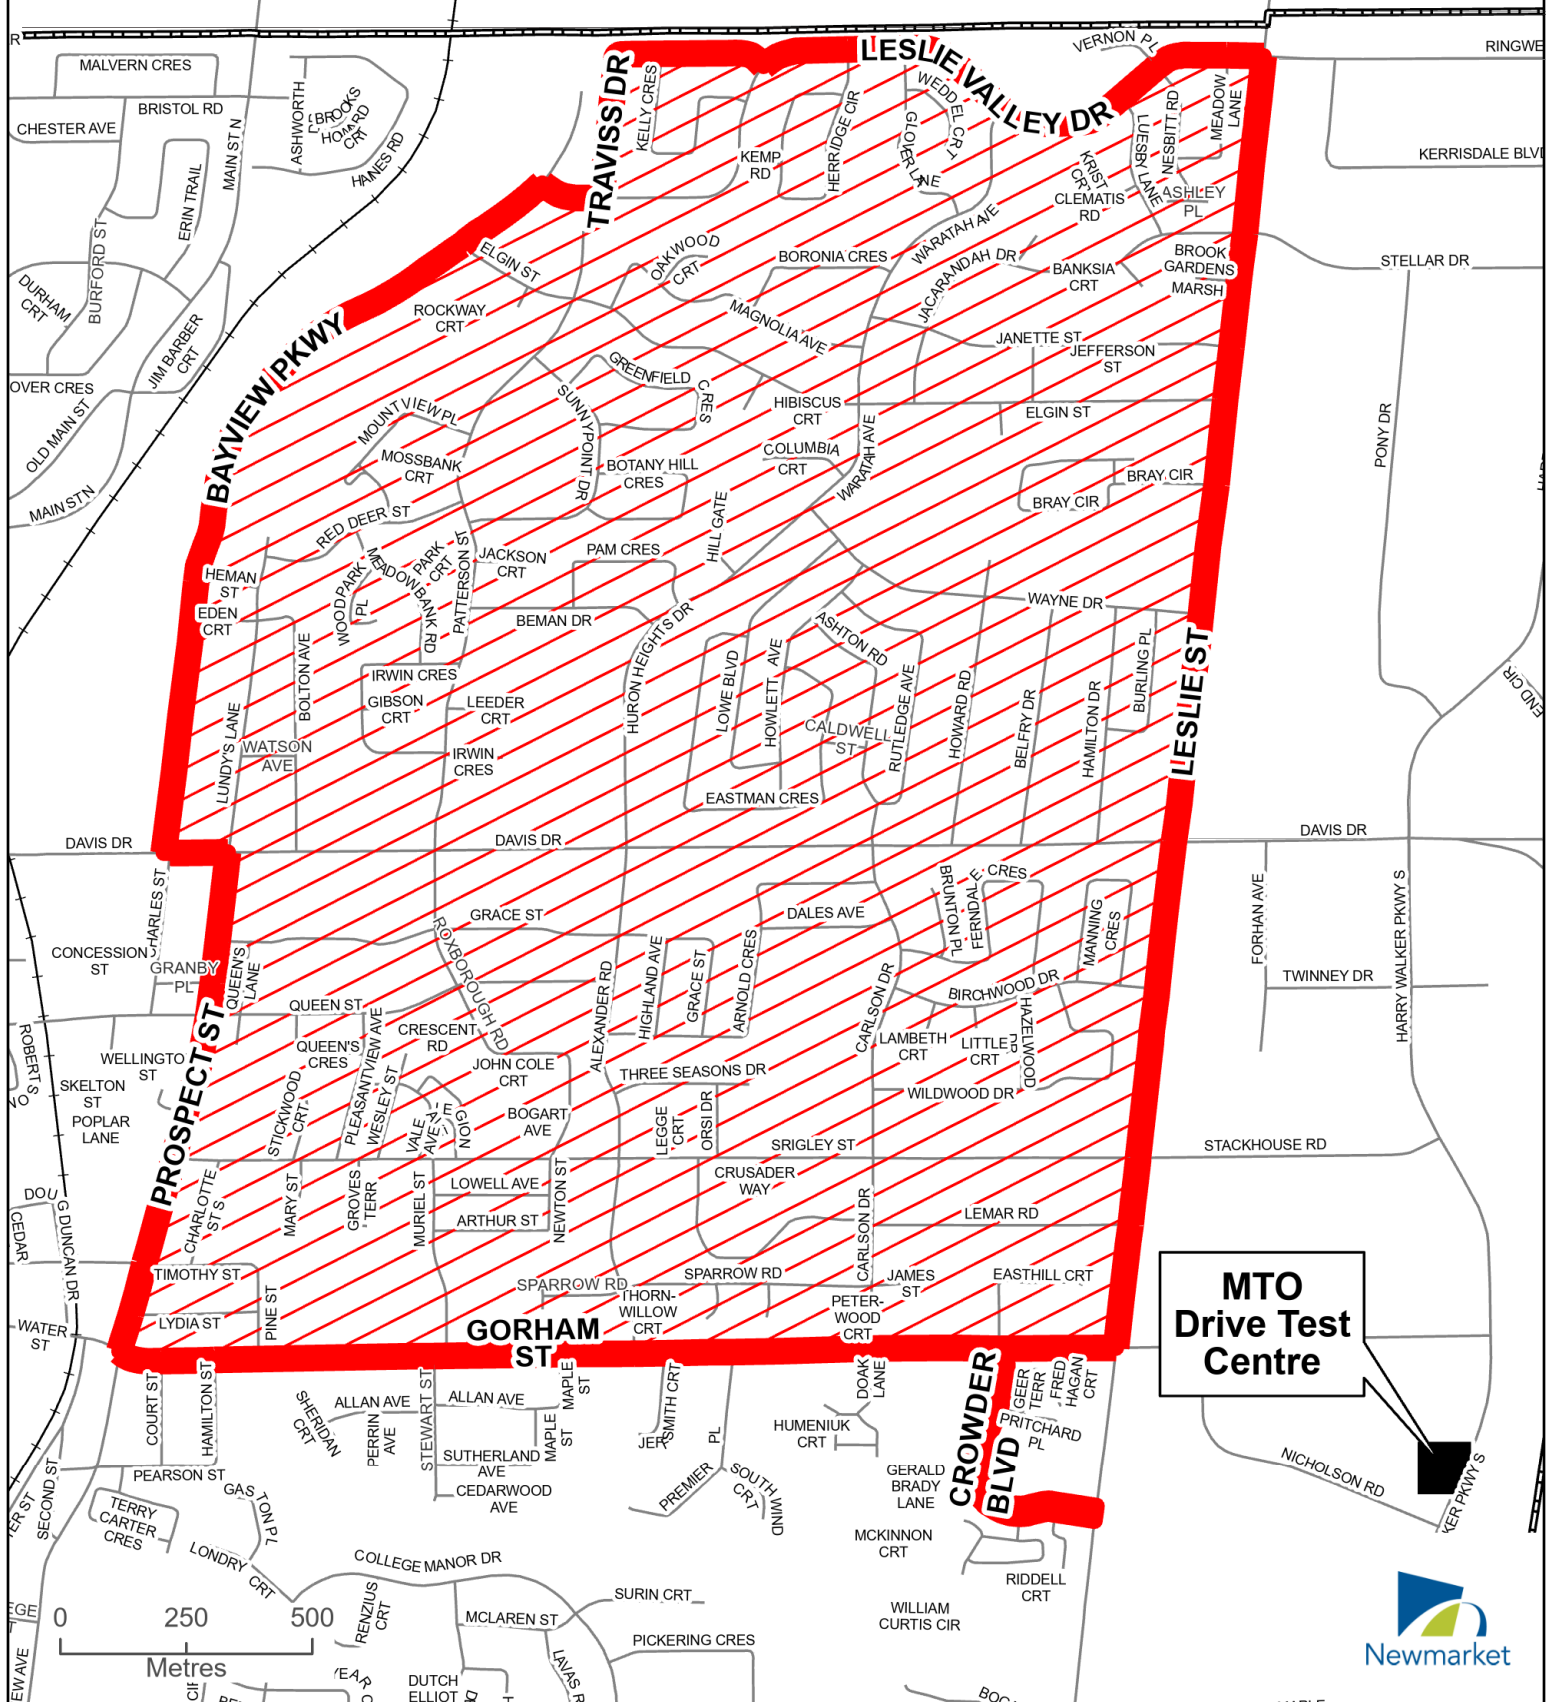 LESLIE VALLEY DR
VERNON PL
RINGWE
MALVERN CRES
BRISTOL RD
CHESTER AVE
ASHWORTH
BROOKS
HOWARD
CRT
HAINES RD
MAIN ST N
ERIN TRAIL
BURFORD ST
DURHAM
CRT
JIM BARBER
CRT
OVER CRES
OLD MAIN ST
MAIN ST N
TRAVISS DR
KELLY CRES
KEMP
RD
HERRIDGE CIR
GLOVER LANE
WEDDEL CRT
KRIST
CRT
LUESBY LANE
NESBITT RD
MEADOW
LANE
KERRISDALE BLVD
ASHLEY
PL
CLEMATIS
RD
WARATAH AVE
JACARANDAH DR
BANKSIA
CRT
BROOK
GARDENS
MARSH
STELLAR DR
ELGIN ST
OAKWOOD
CRT
BORONIA CRES
ROCKWAY
CRT
MAGNOLIA AVE
JANETTE ST
JEFFERSON
ST
BAYVIEW PKWY
GREENFIELD
CRES
SUNNYPOINT DR
MOUNTVIEW PL
HIBISCUS
CRT
ELGIN ST
PONY DR
MOSSBANK
CRT
BOTANY HILL
CRES
COLUMBIA
CRT
WARATAH AVE
BRAY CIR
BRAY CIR
RED DEER ST
HILL GATE
PARK
CRT
MEADOWBANK RD
PATTERSON ST
JACKSON
CRT
PAM CRES
HEMAN
ST
EDEN
CRT
WOODPARK
PL
BEMAN DR
HURON HEIGHTS DR
WAYNE DR
ASHTON RD
BOLTON AVE
IRWIN CRES
GIBSON
CRT
LEEDER
CRT
IRWIN
CRES
LOWE BLVD
HOWLETT AVE
CALDWELL
ST
RUTLEDGE AVE
HOWARD RD
BELFRY DR
HAMILTON DR
BURLING PL
LESLIE ST
END CIR
LUNDY'S LANE
WATSON
AVE
EASTMAN CRES
DAVIS DR
DAVIS DR
DAVIS DR
CHARLES ST
CONCESSION
ST
GRANBY
PL
QUEEN'S
LANE
GRACE ST
ROXBOROUGH RD
DALES AVE
BRUNTON PL
FERNDALE CRES
MANNING
CRES
FORHAN AVE
HARRY WALKER PKWY S
TWINNEY DR
ALEXANDER RD
HIGHLAND AVE
GRACE ST
ARNOLD CRES
CARLSON DR
BIRCHWOOD DR
QUEEN ST
QUEEN'S
CRES
CRESCENT
RD
JOHN COLE
CRT
THREE SEASONS DR
LAMBETH
CRT
LITTLE
CRT
HAZELWOOD
RD
WILDWOOD DR
ROBERT S
WELLINGTO
ST
SKELTON
ST
POPLAR
LANE
PROSPECT ST
STICKWOOD
CRT
PLEASANTVIEW AVE
WESLEY ST
VALE
AVE
GIDNO
BOGART
AVE
LEGGE
CRT
ORSI DR
SRIGLEY ST
STACKHOUSE RD
CRUSADER
WAY
DOUG DUNCAN DR
CEDAR
CHARLOTTE
ST S
MARY ST
GROVES
TERR
MURIEL ST
LOWELL AVE
ARTHUR ST
NEWTON ST
CARLSON DR
LEMAR RD
TIMOTHY ST
SPARROW RD
SPARROW RD
JAMES
ST
EASTHILL CRT
WATER
ST
LYDIA ST
PINE ST
THORN-
WILLOW
CRT
PETER-
WOOD
CRT
GORHAM
ST
MTO
Drive Test
Centre
COURT ST
HAMILTON ST
SHERIDAN
CRT
ALLAN AVE
PERRIN
AVE
STEWART ST
ALLAN AVE
MAPLE
ST
MAPLE
ST
SMITH CRT
JER
PREMIER
PL
SOUTHWIND
CRT
DOAK
LANE
HUMENIUK
CRT
CROWDER
BLVD
GEER
TERR
FRED
HAGAN
CRT
PRITCHARD
PL
NICHOLSON RD
KER PKWY S
SUTHERLAND
AVE
CEDARWOOD
AVE
PEARSON ST
GASTON PL
SECOND ST
ER ST
TERRY
CARTER
CRES
LONDRY CRT
GERALD
BRADY
LANE
MCKINNON
CRT
RIDDELL
CRT
COLLEGE MANOR DR
RENZIUS
CRT
MCLAREN ST
SURIN CRT
WILLIAM
CURTIS CIR
PICKERING CRES
LAVAS R
DUTCH
ELLIOT
YEAR
EGE
EW AVE
0 250 500
Metres
Newmarket